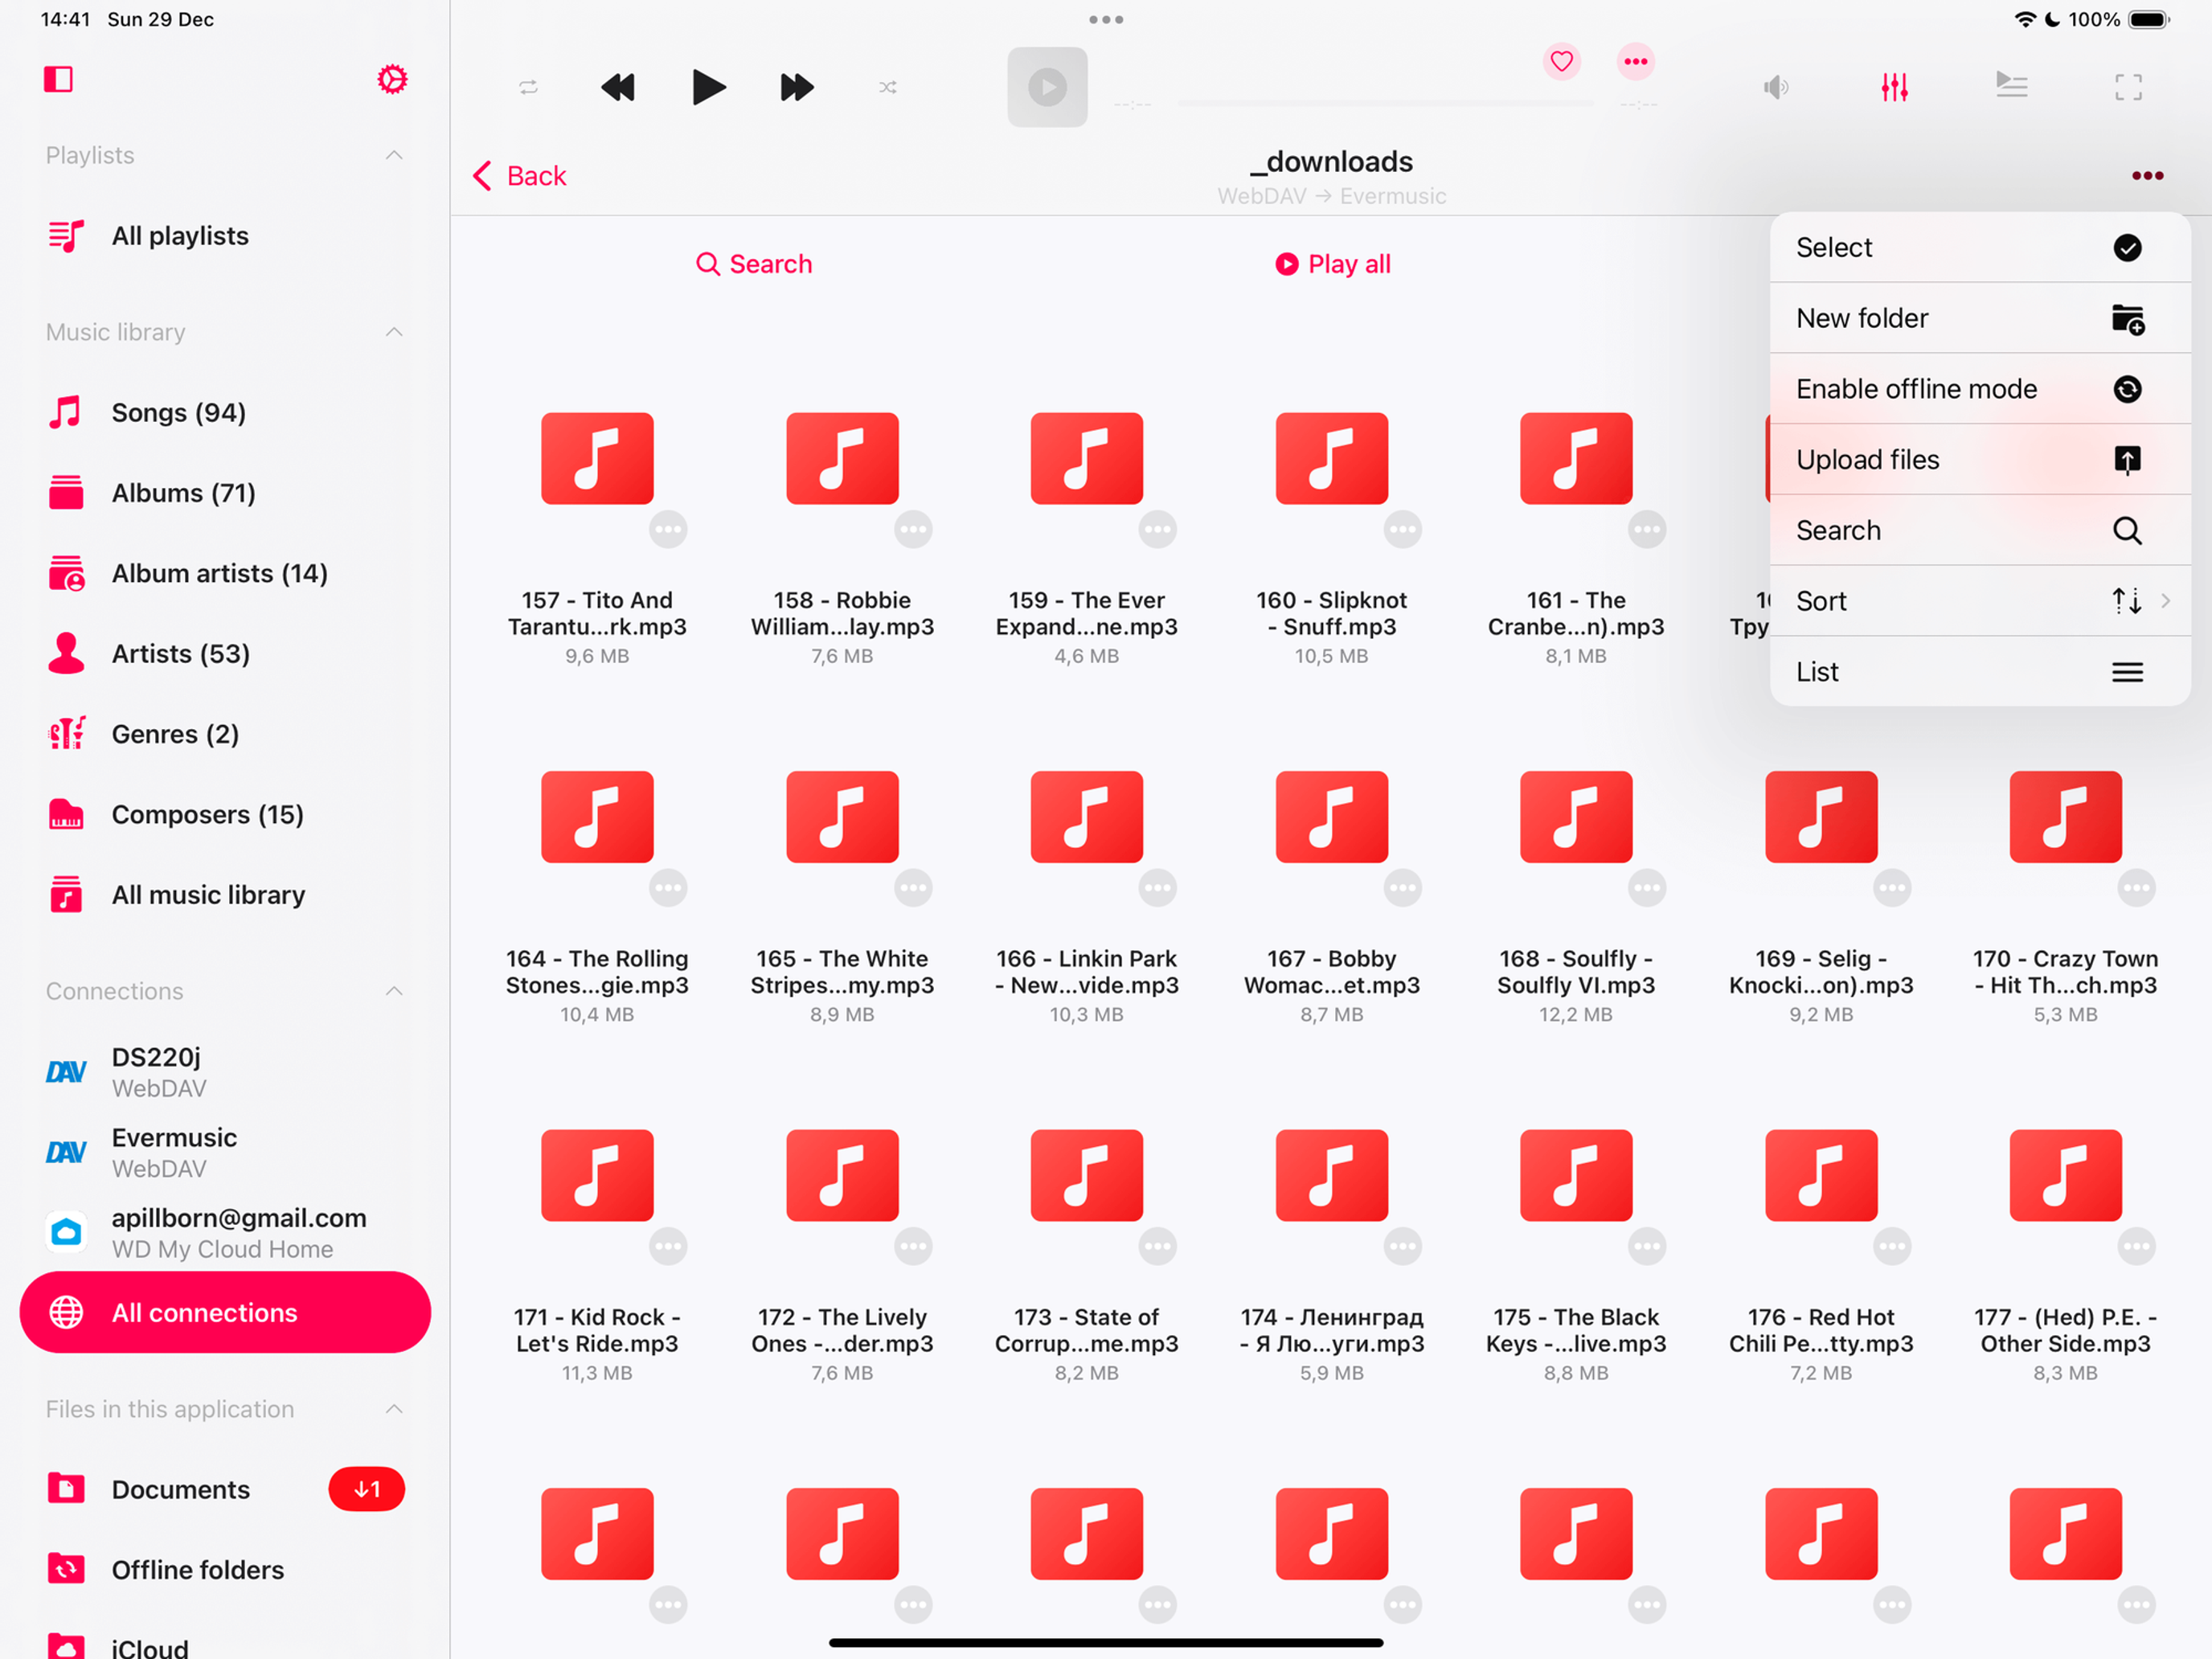 14:41 Sun 29 Dec
100%
Playlists
All playlists
Music library
Songs (94)
Albums (71)
Album artists (14)
Artists (53)
Genres (2)
Composers (15)
All music library
Connections
DAV
DS220j
WebDAV
DAV
Evermusic
WebDAV
apillborn@gmail.com
WD My Cloud Home
All connections
Files in this application
Documents
↓1
Offline folders
iCloud
--:--
--:--
Back
_downloads
WebDAV → Evermusic
Search
Play all
Select
New folder
Enable offline mode
Upload files
Search
Sort
List
157 - Tito And
Tarantu...rk.mp3
9,6 MB
158 - Robbie
William...lay.mp3
7,6 MB
159 - The Ever
Expand...ne.mp3
4,6 MB
160 - Slipknot
- Snuff.mp3
10,5 MB
161 - The
Cranbe...n).mp3
8,1 MB
164 - The Rolling
Stones...gie.mp3
10,4 MB
165 - The White
Stripes...my.mp3
8,9 MB
166 - Linkin Park
- New...vide.mp3
10,3 MB
167 - Bobby
Womac...et.mp3
8,7 MB
168 - Soulfly -
Soulfly VI.mp3
12,2 MB
169 - Selig -
Knocki...on).mp3
9,2 MB
170 - Crazy Town
- Hit Th...ch.mp3
5,3 MB
171 - Kid Rock -
Let's Ride.mp3
11,3 MB
172 - The Lively
Ones -...der.mp3
7,6 MB
173 - State of
Corrup...me.mp3
8,2 MB
174 - Ленинград
- Я Лю...уги.mp3
5,9 MB
175 - The Black
Keys -...live.mp3
8,8 MB
176 - Red Hot
Chili Pe...tty.mp3
7,2 MB
177 - (Hed) P.E. -
Other Side.mp3
8,3 MB